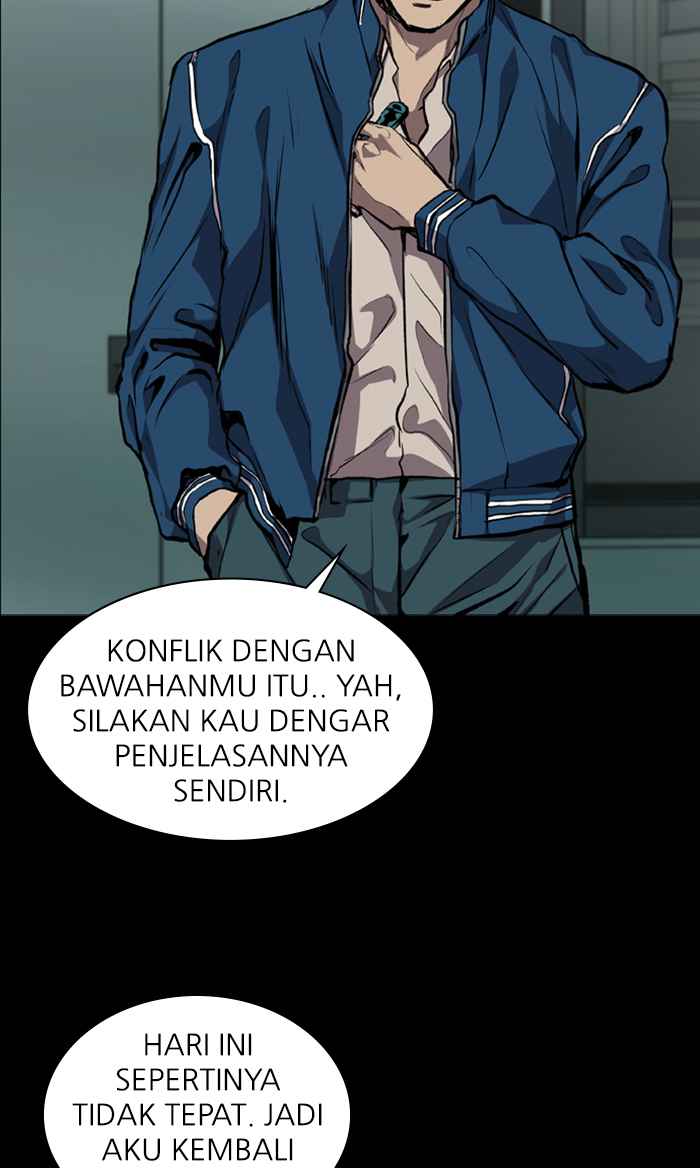 KONFLIK DENGAN
BAWAHANMU ITU.. YAH,
SILAKAN KAU DENGAR
PENJELASANNYA
SENDIRI.
HARI INI
SEPERTINYA
TIDAK TEPAT. JADI
AKU KEMBALI